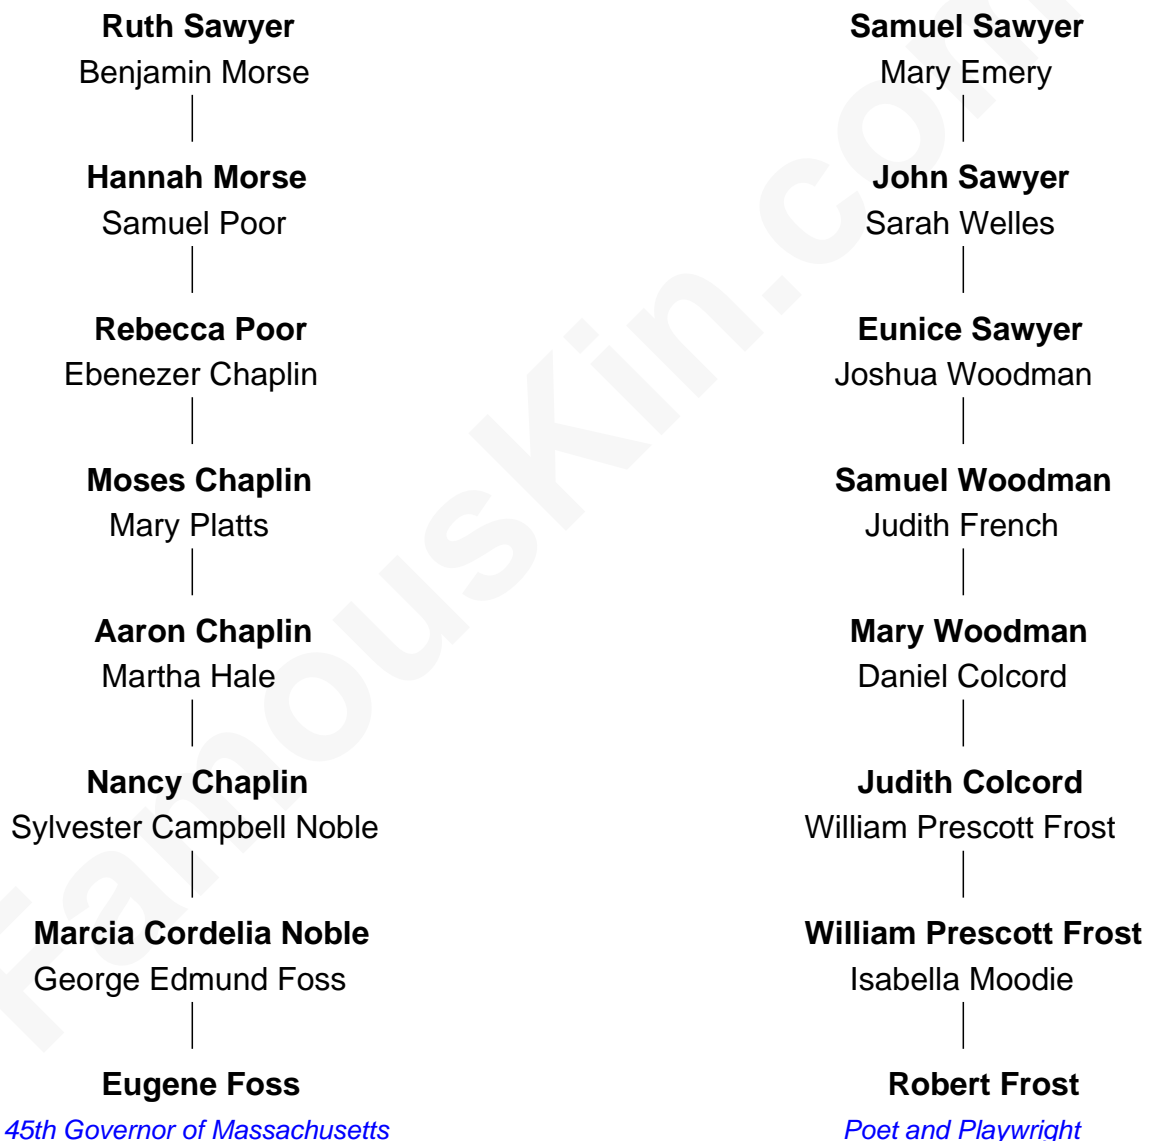 Ruth Sawyer
Benjamin Morse
Hannah Morse
Samuel Poor
Rebecca Poor
Ebenezer Chaplin
Moses Chaplin
Mary Platts
Aaron Chaplin
Martha Hale
Nancy Chaplin
Sylvester Campbell Noble
Marcia Cordelia Noble
George Edmund Foss
Eugene Foss
45th Governor of Massachusetts
Samuel Sawyer
Mary Emery
John Sawyer
Sarah Welles
Eunice Sawyer
Joshua Woodman
Samuel Woodman
Judith French
Mary Woodman
Daniel Colcord
Judith Colcord
William Prescott Frost
William Prescott Frost
Isabella Moodie
Robert Frost
Poet and Playwright
FamousKin.com